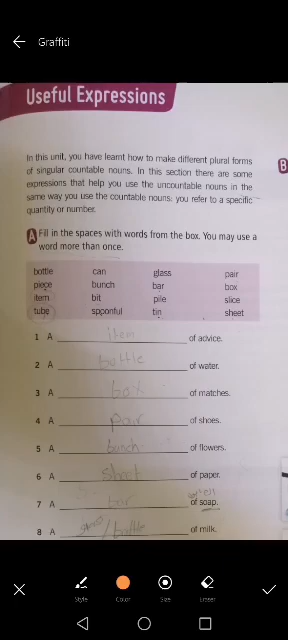 Graffiti
Useful Expressions
In this unit, you have learnt how to make different plural forms
of singular countable nouns. In this section there are some
expressions that help you use the uncountable nouns in the
same way you use the countable nouns: you refer to a specific
quantity or number.
B
A Fill in the spaces with words from the box. You may use a
word more than once.
bottle can glass pair
piece bunch bar box
item bit pile slice
tube spoonful tin sheet
1 A item of advice.
2 A bottle of water.
3 A box of matches.
4 A pair of shoes.
5 A bunch of flowers.
6 A sheet of paper.
7 A bar of soap.
8 A / bottle of milk.
Style Color Size Eraser